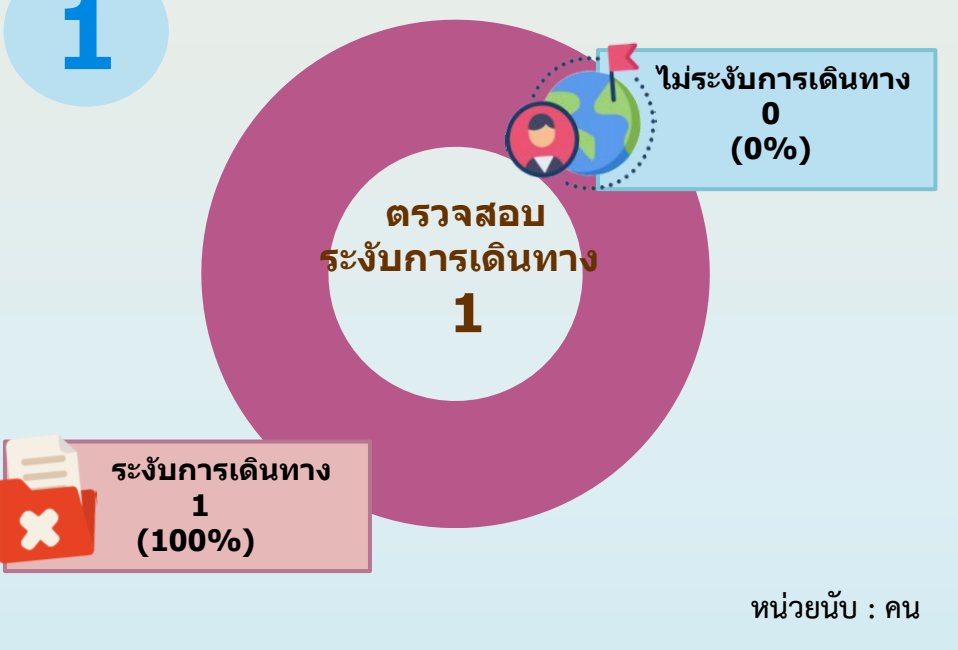 1
ไม่ระงับการเดินทาง
0
(0%)
ตรวจสอบ
ระงับการเดินทาง
1
ระงับการเดินทาง
1
(100%)
หน่วยนับ : คน